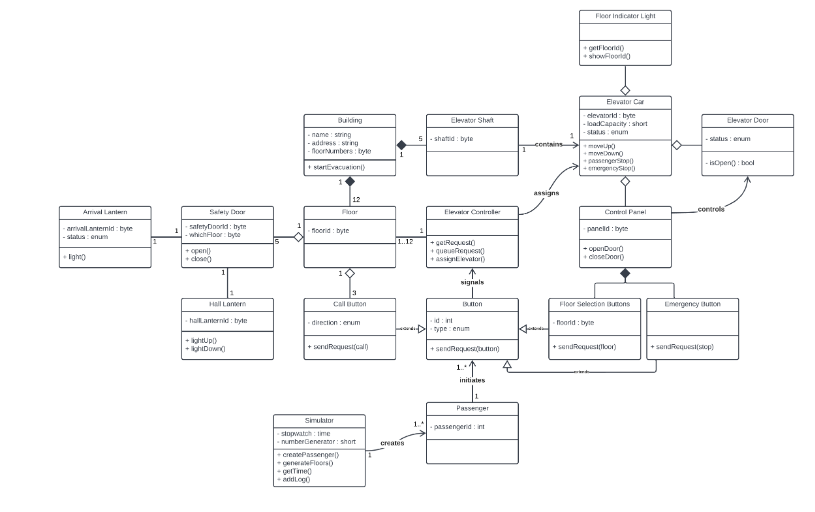 Floor Indicator Light
+ getFloorId()
+ showFloorId()
Elevator Car
- elevatorId : byte
- loadCapacity : short
- status : enum
+ moveUp()
+ moveDown()
+ passengerStop()
+ emergencyStop()
Building
- name : string
- address : string
- floorNumbers : byte
+ startEvacuation()
5
1
Elevator Shaft
- shaftId : byte
1
contains
1
Elevator Door
- status : enum
- isOpen() : bool
1
12
assigns
controls
Arrival Lantern
- arrivalLanternId : byte
- status : enum
+ light()
1
1
Safety Door
- safetyDoorId : byte
- whichFloor : byte
+ open()
+ close()
1
5
Floor
- floorId : byte
1
1..12
Elevator Controller
+ getRequest()
+ queueRequest()
+ assignElevator()
Control Panel
- panelId : byte
+ openDoor()
+ closeDoor()
1
1
1
3
signals
Hall Lantern
- hallLanternId : byte
+ lightUp()
+ lightDown()
Call Button
- direction : enum
+ sendRequest(call)
Button
- id : int
- type : enum
+ sendRequest(button)
Floor Selection Buttons
- floorId : byte
+ sendRequest(floor)
Emergency Button
+ sendRequest(stop)
1..*
initiates
1
Passenger
- passengerId : int
Simulator
- stopwatch : time
- numberGenerator : short
+ createPassenger()
+ generateFloors()
+ getTime()
+ addLog()
1..*
creates
1